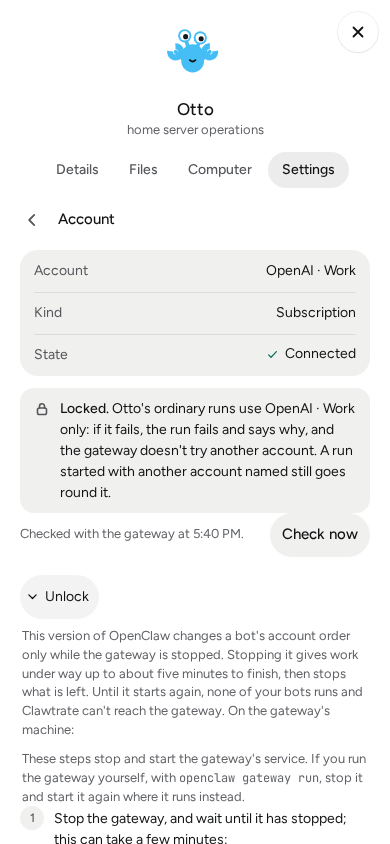 Otto
home server operations
Details Files Computer Settings
Account
Account OpenAI · Work
Kind Subscription
State Connected
Locked. Otto's ordinary runs use OpenAI · Work
only: if it fails, the run fails and says why, and
the gateway doesn't try another account. A run
started with another account named still goes
round it.
Checked with the gateway at 5:40 PM. Check now
Unlock
This version of OpenClaw changes a bot's account order
only while the gateway is stopped. Stopping it gives work
under way up to about five minutes to finish, then stops
what is left. Until it starts again, none of your bots runs and
Clawtrate can't reach the gateway. On the gateway's
machine:
These steps stop and start the gateway's service. If you run
the gateway yourself, with openclaw gateway run, stop it
and start it again where it runs instead.
1 Stop the gateway, and wait until it has stopped;
this can take a few minutes: